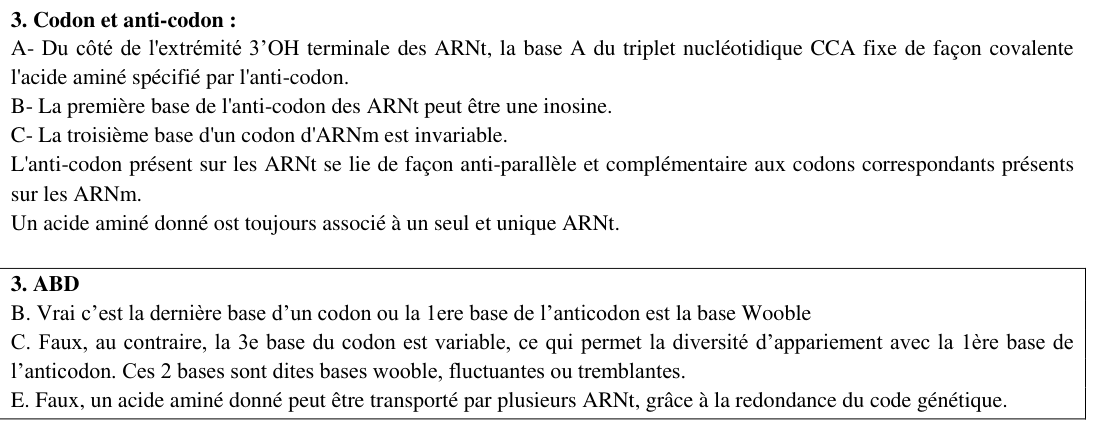 3. Codon et anti-codon :
A- Du côté de l'extrémité 3’OH terminale des ARNt, la base A du triplet nucléotidique CCA fixe de façon covalente
l'acide aminé spécifié par l'anti-codon.
B- La première base de l'anti-codon des ARNt peut être une inosine.
C- La troisième base d'un codon d'ARNm est invariable.
L'anti-codon présent sur les ARNt se lie de façon anti-parallèle et complémentaire aux codons correspondants présents
sur les ARNm.
Un acide aminé donné ost toujours associé à un seul et unique ARNt.
3. ABD
B. Vrai c’est la dernière base d’un codon ou la 1ere base de l’anticodon est la base Wooble
C. Faux, au contraire, la 3e base du codon est variable, ce qui permet la diversité d’appariement avec la 1ère base de
l’anticodon. Ces 2 bases sont dites bases wooble, fluctuantes ou tremblantes.
E. Faux, un acide aminé donné peut être transporté par plusieurs ARNt, grâce à la redondance du code génétique.